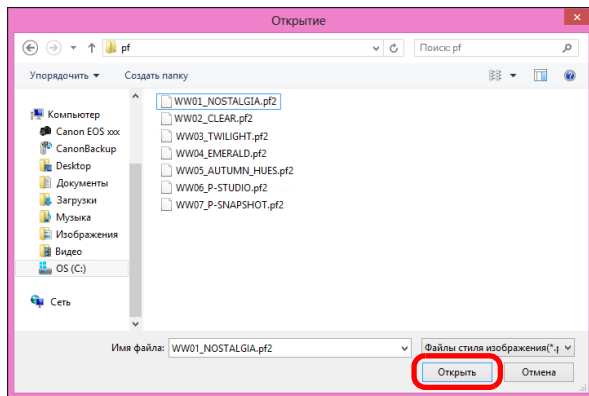 Открытие
pf
Поиск: pf
Упорядочить
Создать папку
Компьютер
Canon EOS xxx
CanonBackup
Desktop
Документы
Загрузки
Музыка
Изображения
Видео
OS (C:)
Сеть
WW01_NOSTALGIA.pf2
WW02_CLEAR.pf2
WW03_TWILIGHT.pf2
WW04_EMERALD.pf2
WW05_AUTUMN_HUES.pf2
WW06_P-STUDIO.pf2
WW07_P-SNAPSHOT.pf2
Имя файла: WW01_NOSTALGIA.pf2
Файлы стиля изображения(*.p
Открыть
Отмена